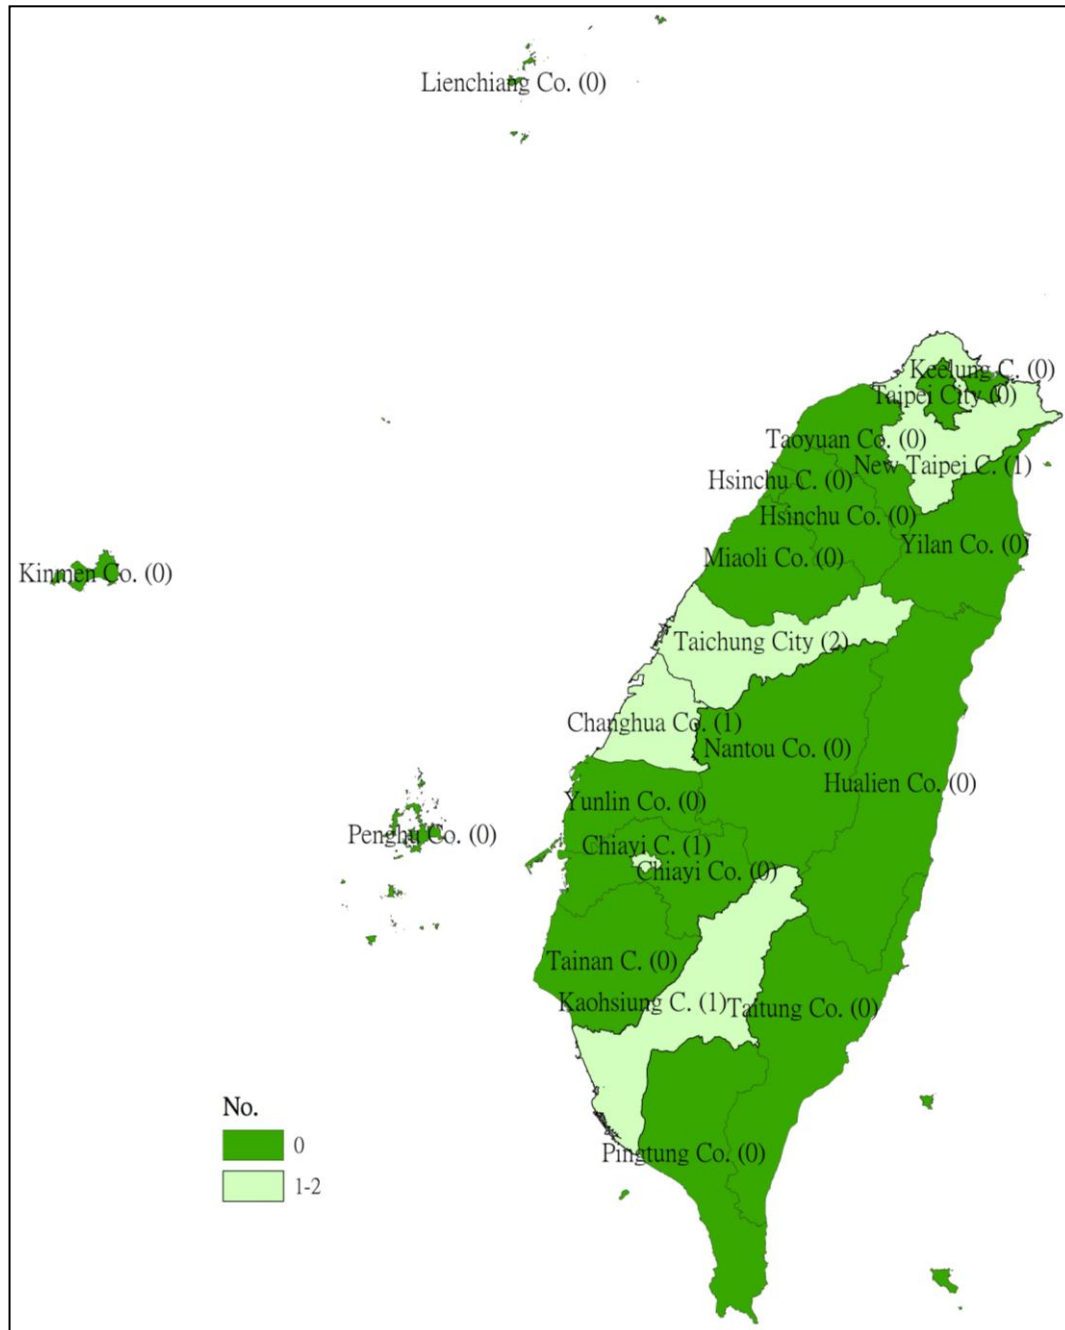 Lienchiang Co. (0)
Keelung C. (0)
Taipei City (0)
Taoyuan Co. (0)
New Taipei C. (1)
Hsinchu C. (0)
Hsinchu Co. (0)
Yilan Co. (0)
Miaoli Co. (0)
Kinmen Co. (0)
Taichung City (2)
Changhua Co. (1)
Nantou Co. (0)
Hualien Co. (0)
Yunlin Co. (0)
Penghu Co. (0)
Chiayi C. (1)
Chiayi Co. (0)
Tainan C. (0)
Kaohsiung C. (1)
Taitung Co. (0)
No.
0
1-2
Pingtung Co. (0)